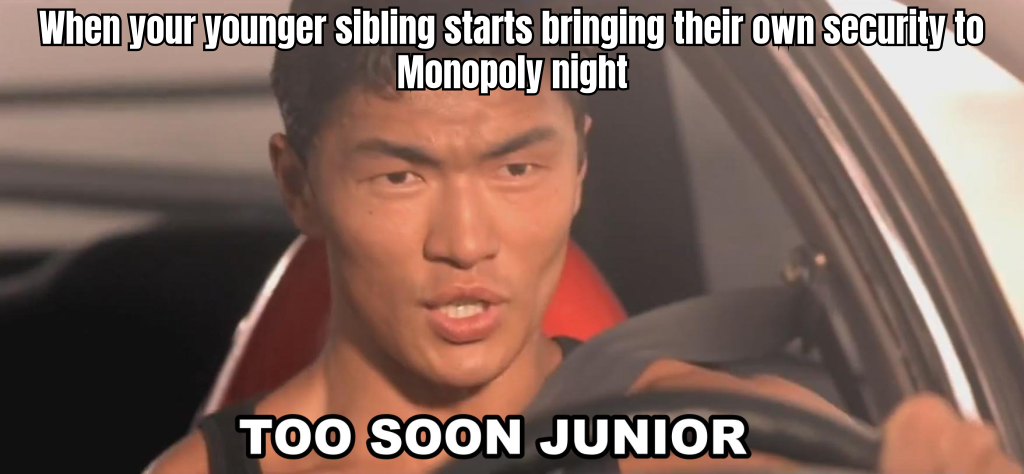 When your younger sibling starts bringing their own security to
Monopoly night
TOO SOON JUNIOR